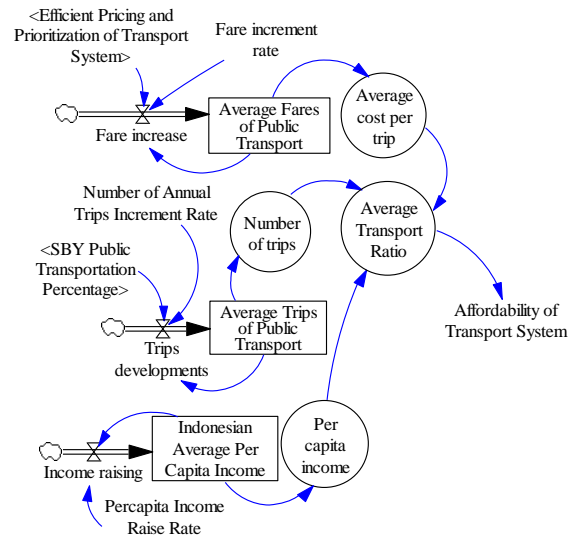 <Efficient Pricing and
Prioritization of Transport
System>
Fare increment
rate
Fare increase
Average Fares
of Public
Transport
Average
cost per
trip
Number of Annual
Trips Increment Rate
Number
of trips
Average
Transport
Ratio
<SBY Public
Transportation
Percentage>
Trips
developments
Average Trips
of Public
Transport
Affordability of
Transport System
Income raising
Indonesian
Average Per
Capita Income
Per
capita
income
Percapita Income
Raise Rate